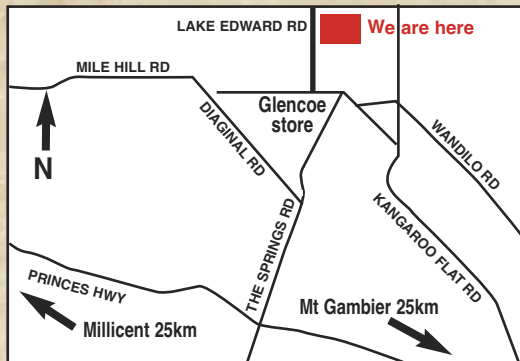 LAKE EDWARD RD
We are here
MILE HILL RD
Glencoe
store
DIAGINAL RD
WANDILO RD
N
KANGAROO FLAT RD
THE SPRINGS RD
PRINCES HWY
Mt Gambier 25km
Millicent 25km